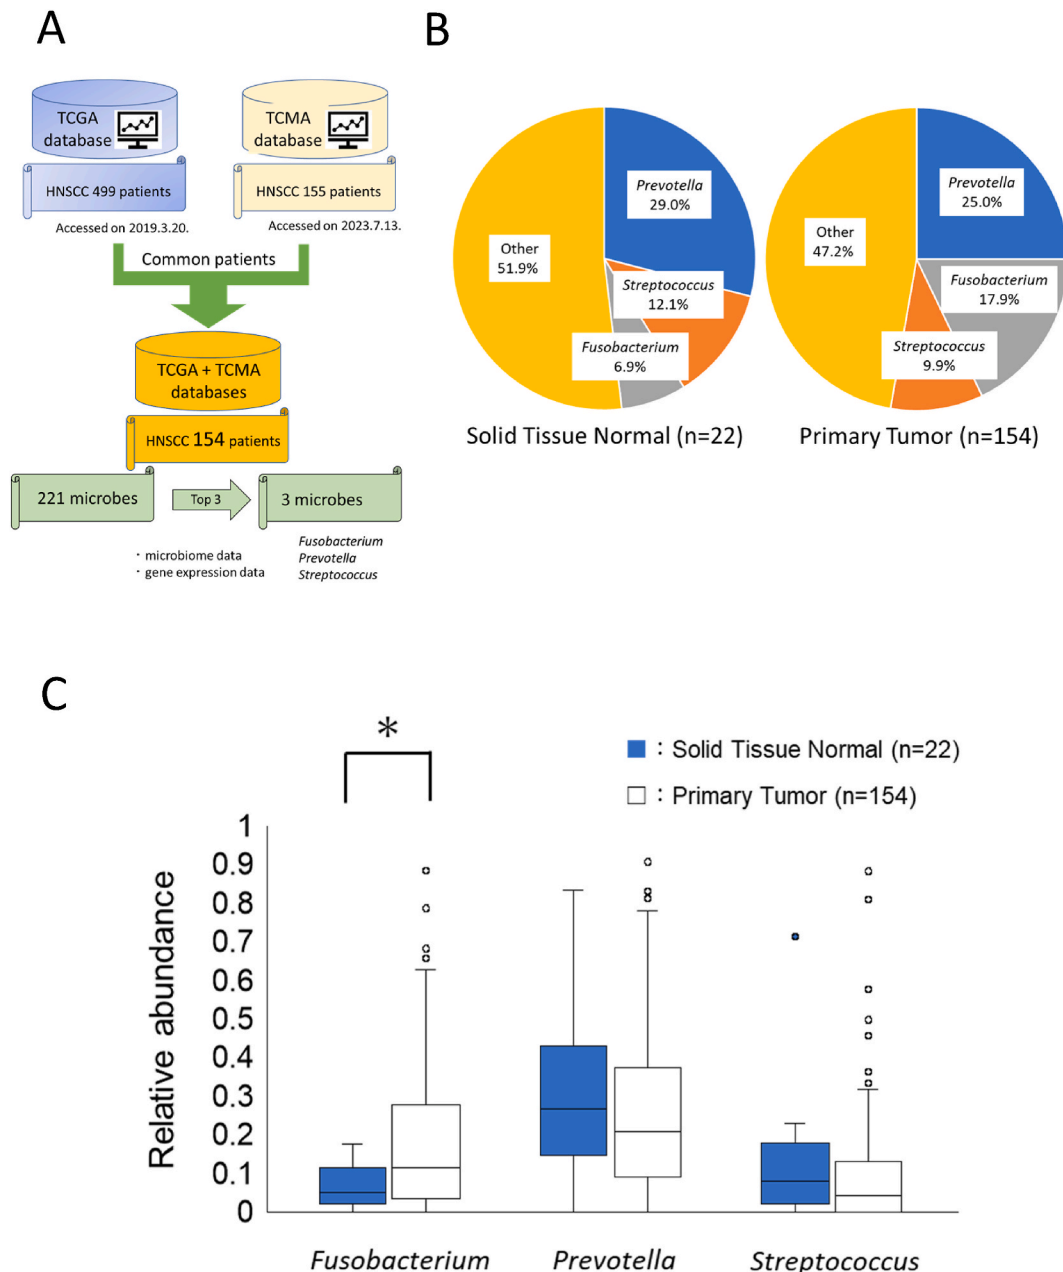 A
TCGA
database
TCMA
database
HNSCC 499 patients
HNSCC 155 patients
Accessed on 2019.3.20.
Accessed on 2023.7.13.
Common patients
TCGA + TCMA
databases
HNSCC 154 patients
221 microbes
Top 3
3 microbes
・ microbiome data
・ gene expression data
Fusobacterium
Prevotella
Streptococcus
B
Prevotella
29.0%
Other
51.9%
Streptococcus
12.1%
Fusobacterium
6.9%
Solid Tissue Normal (n=22)
Prevotella
25.0%
Other
47.2%
Fusobacterium
17.9%
Streptococcus
9.9%
Primary Tumor (n=154)
C
*
: Solid Tissue Normal (n=22)
: Primary Tumor (n=154)
Relative abundance
1
0.9
0.8
0.7
0.6
0.5
0.4
0.3
0.2
0.1
0
Fusobacterium
Prevotella
Streptococcus